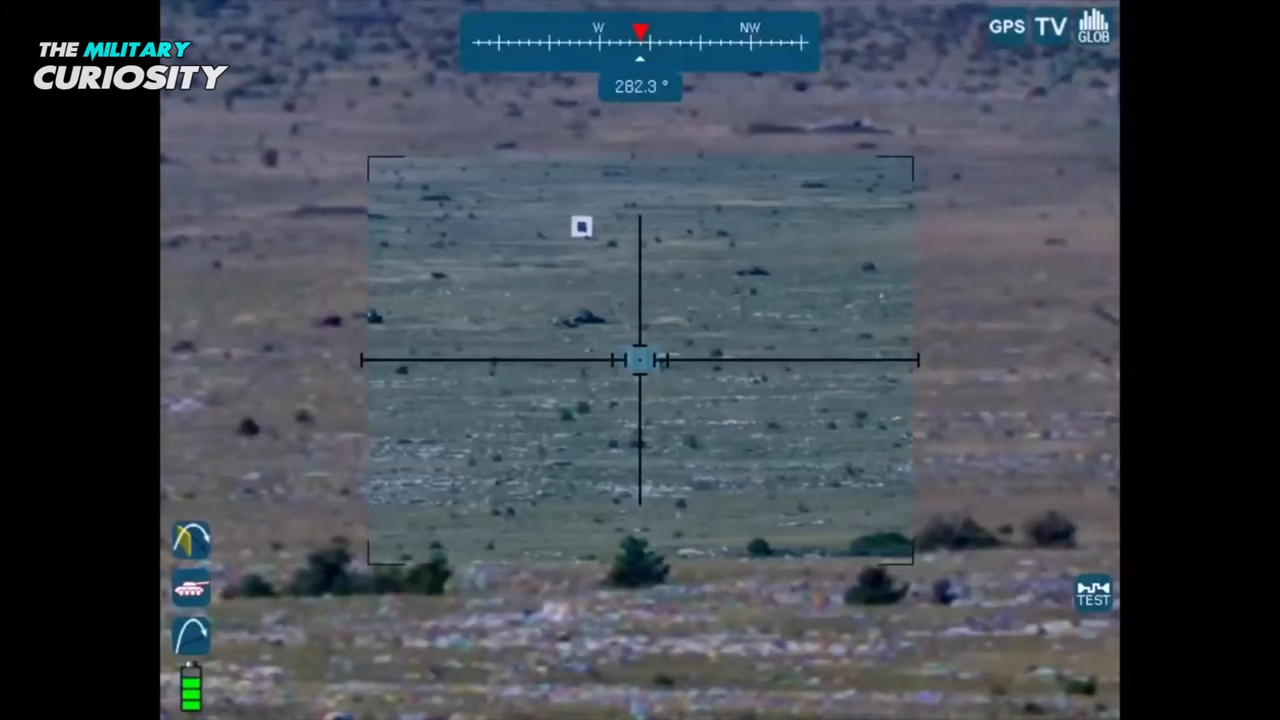 THE MILITARY
CURIOSITY
W
NW
282.3 °
GPS
TV
GLOB
TEST